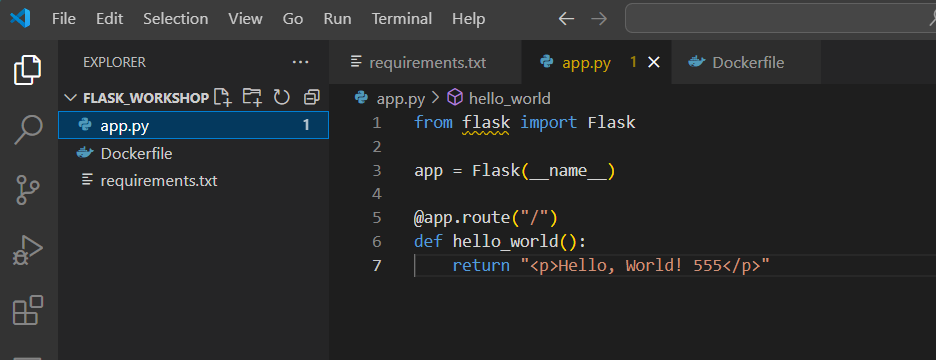 File Edit Selection View Go Run Terminal Help
EXPLORER
FLASK_WORKSHOP
app.py 1
Dockerfile
requirements.txt
requirements.txt app.py 1 Dockerfile
app.py > hello_world
1 from flask import Flask
2
3 app = Flask(__name__)
4
5 @app.route("/")
6 def hello_world():
7 return "<p>Hello, World! 555</p>"